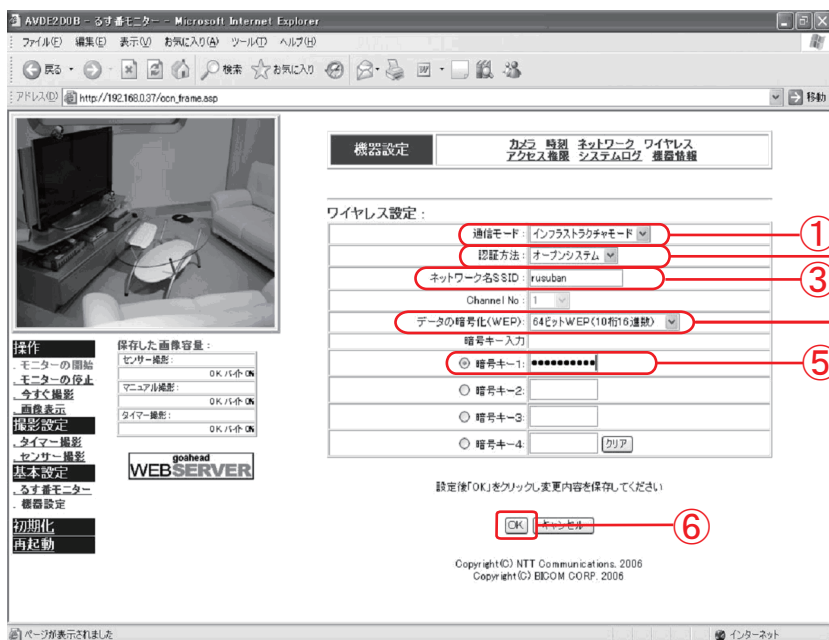 AVDE2D0B - るす番モニター - Microsoft Internet Explorer
ファイル(F) 編集(E) 表示(V) お気に入り(A) ツール(T) ヘルプ(H)
戻る 検索 お気に入り
アドレス(D) http://192.168.0.37/ocn_frame.asp 移動
機器設定
カメラ 時刻 ネットワーク ワイヤレス
アクセス権限 システムログ 機器情報
ワイヤレス設定:
通信モード: インフラストラクチャモード ①
認証方法: オープンシステム
ネットワーク名SSID: rusuban ③
Channel No: 1
データの暗号化(WEP): 64ビットWEP(10桁16進数)
暗号キー入力
暗号キー1: ●●●●●●●●●● ⑤
暗号キー2:
暗号キー3:
暗号キー4: クリア
設定後「OK」をクリックし変更内容を保存してください
OK キャンセル ⑥
Copyright(C) NTT Communications. 2006
Copyright(C) BICOM CORP. 2006
操作
.モニターの開始
.モニターの停止
.今すぐ撮影
.画像表示
撮影設定
.タイマー撮影
.センサー撮影
基本設定
.るす番モニター
.機器設定
初期化
再起動
保存した画像容量:
センサー撮影:
0K バイト 0%
マニュアル撮影:
0K バイト 0%
タイマー撮影:
0K バイト 0%
goahead
WEBSERVER
ページが表示されました
インターネット